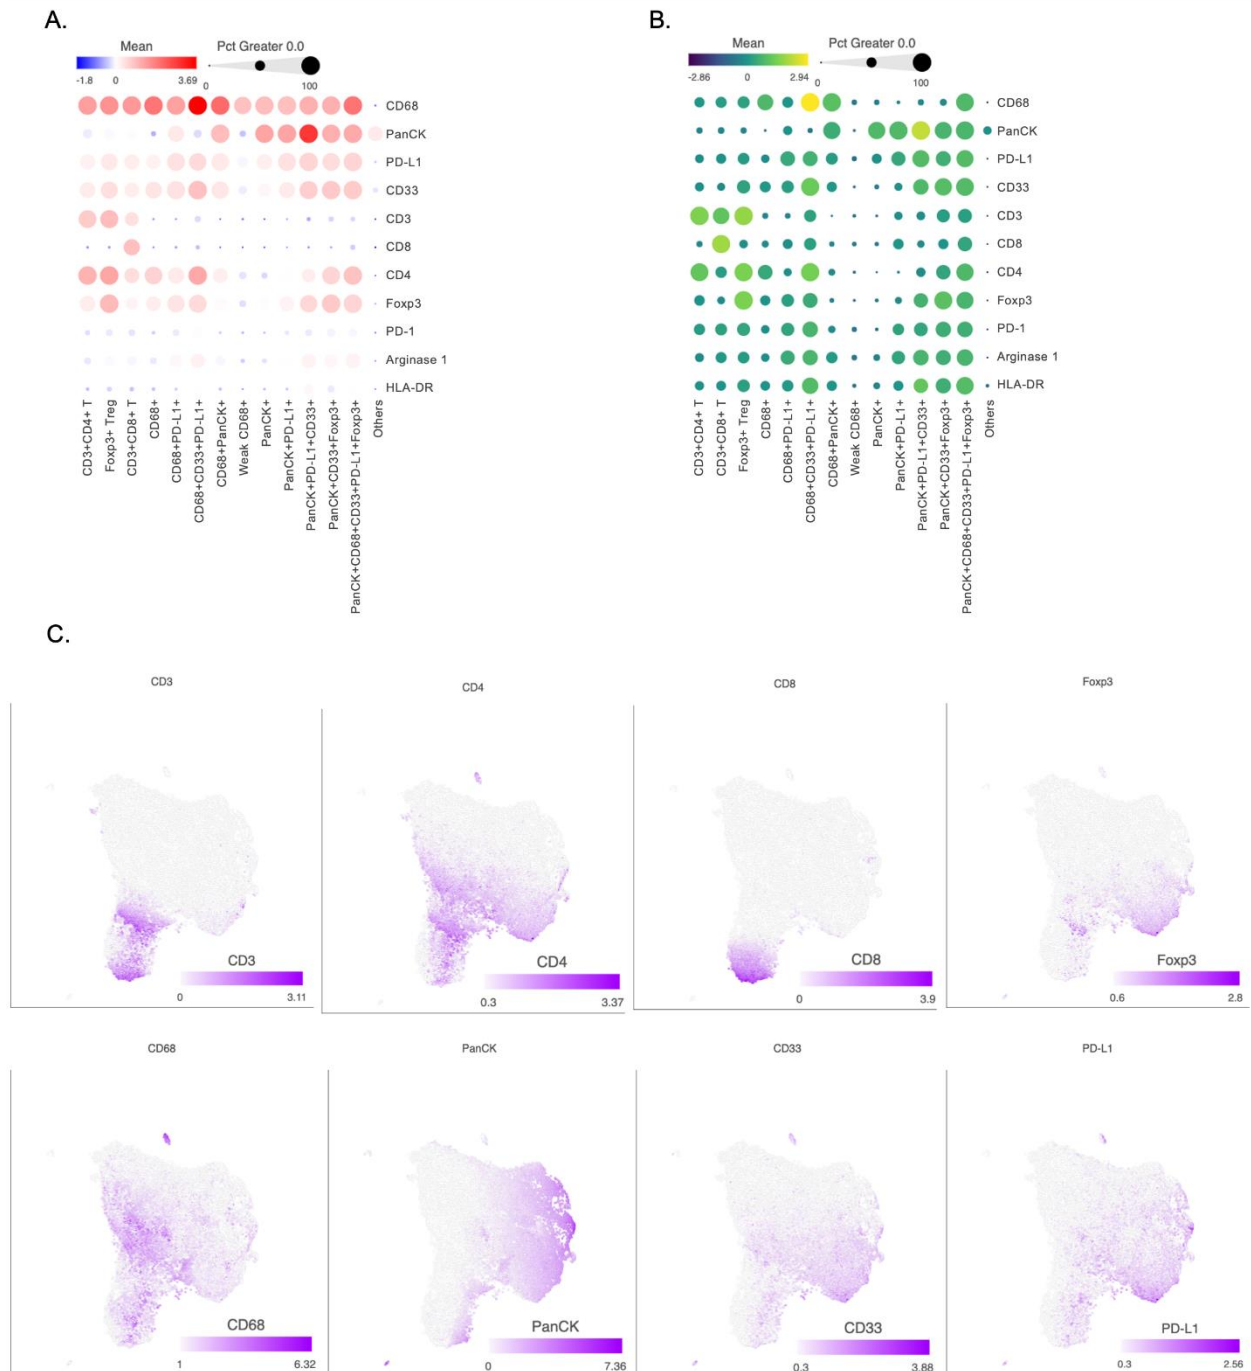 A.
Mean
Pct Greater 0.0
-1.8 0 3.69
0 100
CD68
PanCK
PD-L1
CD33
CD3
CD8
CD4
Foxp3
PD-1
Arginase 1
HLA-DR
CD3+CD4+ T
Foxp3+ Treg
CD3+CD8+ T
CD68+
CD68+PD-L1+
CD68+CD33+PD-L1+
CD68+PanCK+
Weak CD68+
PanCK+
PanCK+PD-L1+
PanCK+PD-L1+CD33+
PanCK+CD33+Foxp3+
PanCK+CD68+CD33+PD-L1+Foxp3+
Others
B.
Mean
Pct Greater 0.0
-2.86 0 2.94
0 100
CD68
PanCK
PD-L1
CD33
CD3
CD8
CD4
Foxp3
PD-1
Arginase 1
HLA-DR
CD3+CD4+ T
CD3+CD8+ T
Foxp3+ Treg
CD68+
CD68+PD-L1+
CD68+CD33+PD-L1+
CD68+PanCK+
Weak CD68+
PanCK+
PanCK+PD-L1+
PanCK+PD-L1+CD33+
PanCK+CD33+Foxp3+
PanCK+CD68+CD33+PD-L1+Foxp3+
Others
C.
CD3
CD3
0 3.11
CD4
CD4
0.3 3.37
CD8
CD8
0 3.9
Foxp3
Foxp3
0.6 2.8
CD68
CD68
1 6.32
PanCK
PanCK
0 7.36
CD33
CD33
0.3 3.88
PD-L1
PD-L1
0.3 2.56